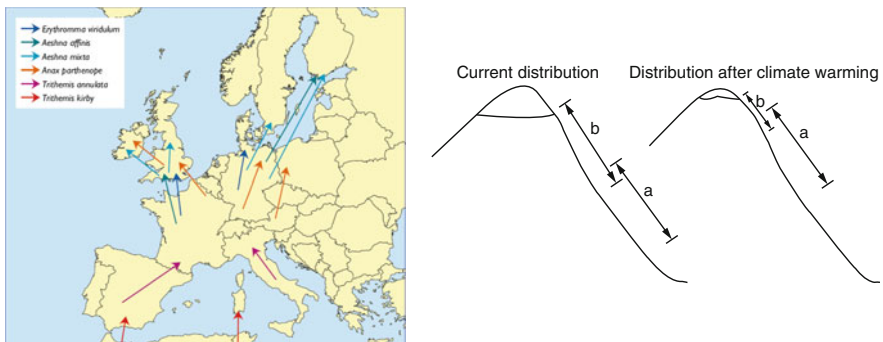 Erythromma viridulum
Aeshna affinis
Aeshna mixta
Anax parthenope
Trithemis annulata
Trithemis kirby
Current distribution
b
a
Distribution after climate warming
b
a